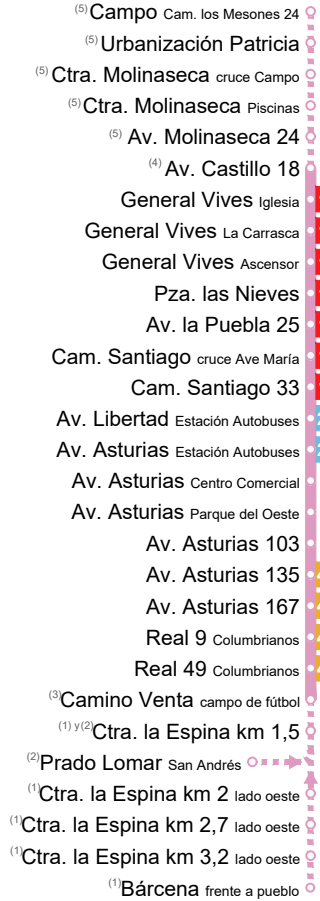 (5)Campo Cam. los Mesones 24
(5)Urbanización Patricia
(5)Ctra. Molinaseca cruce Campo
(5)Ctra. Molinaseca Piscinas
(5) Av. Molinaseca 24
(4) Av. Castillo 18
General Vives Iglesia
General Vives La Carrasca
General Vives Ascensor
Pza. las Nieves
Av. la Puebla 25
Cam. Santiago cruce Ave María
Cam. Santiago 33
Av. Libertad Estación Autobuses
Av. Asturias Estación Autobuses
Av. Asturias Centro Comercial
Av. Asturias Parque del Oeste
Av. Asturias 103
Av. Asturias 135
Av. Asturias 167
Real 9 Columbrianos
Real 49 Columbrianos
(3)Camino Venta campo de fútbol
(1) y(2)Ctra. la Espina km 1,5
(2)Prado Lomar San Andrés
(1)Ctra. la Espina km 2 lado oeste
(1)Ctra. la Espina km 2,7 lado oeste
(1)Ctra. la Espina km 3,2 lado oeste
(1)Bárcena frente a pueblo